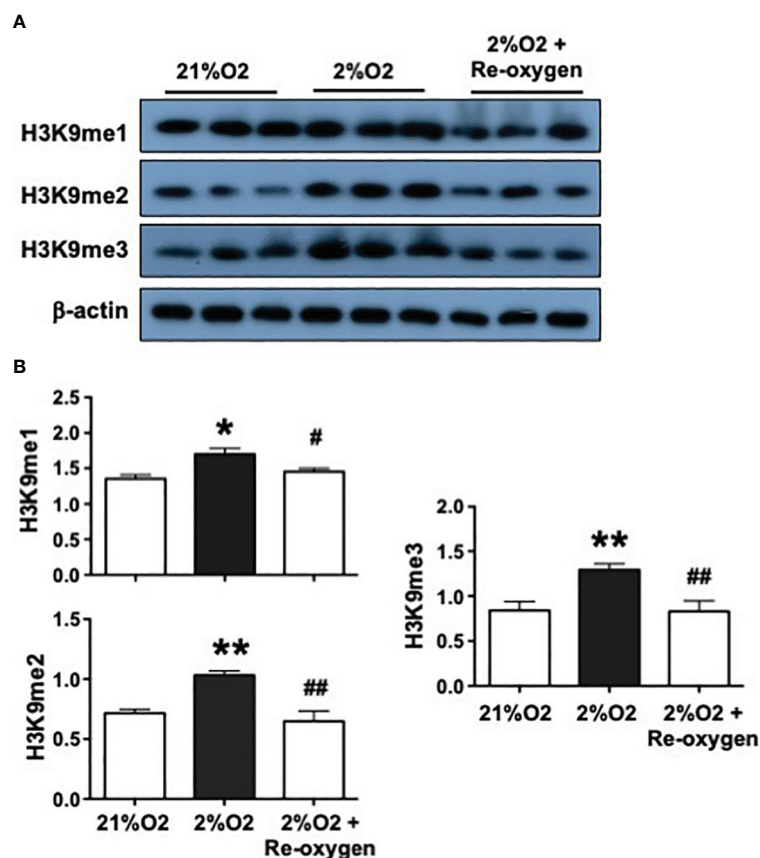 A
21%O2
2%O2
2%O2 +
Re-oxygen
H3K9me1
H3K9me2
H3K9me3
β-actin
B
H3K9me1
2.5
2.0
1.5
1.0
0.5
0.0
*
#
H3K9me2
1.5
1.0
0.5
0.0
**
##
21%O2
2%O2
2%O2 +
Re-oxygen
H3K9me3
2.0
1.5
1.0
0.5
0.0
**
##
21%O2
2%O2
2%O2 +
Re-oxygen